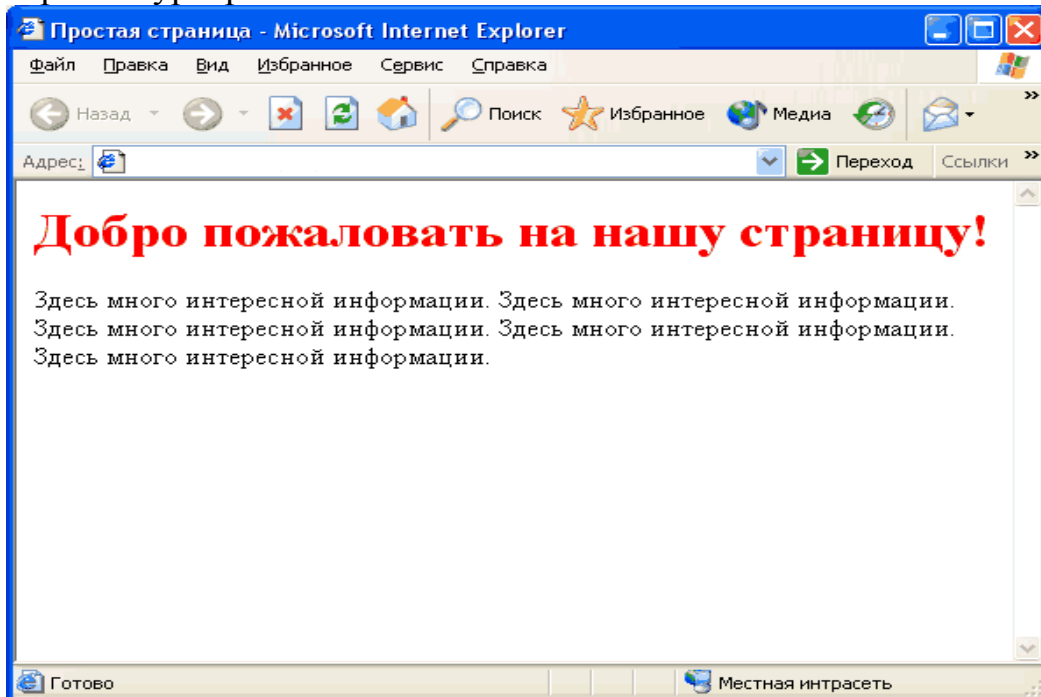 Простая страница - Microsoft Internet Explorer
Файл Правка Вид Избранное Сервис Справка
Назад Поиск Избранное Медиа »
Адрес: Переход Ссылки »
Добро пожаловать на нашу страницу!
Здесь много интересной информации. Здесь много интересной информации.
Здесь много интересной информации. Здесь много интересной информации.
Здесь много интересной информации.
Готово Местная интрасеть